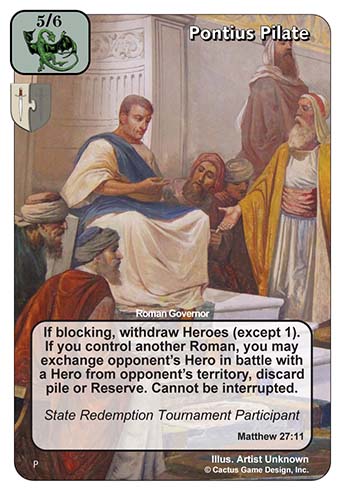 5/6
Pontius Pilate
Roman Governor
If blocking, withdraw Heroes (except 1).
If you control another Roman, you may
exchange opponent's Hero in battle with
a Hero from opponent's territory, discard
pile or Reserve. Cannot be interrupted.
State Redemption Tournament Participant
Matthew 27:11
P
Illus. Artist Unknown
© Cactus Game Design, Inc.